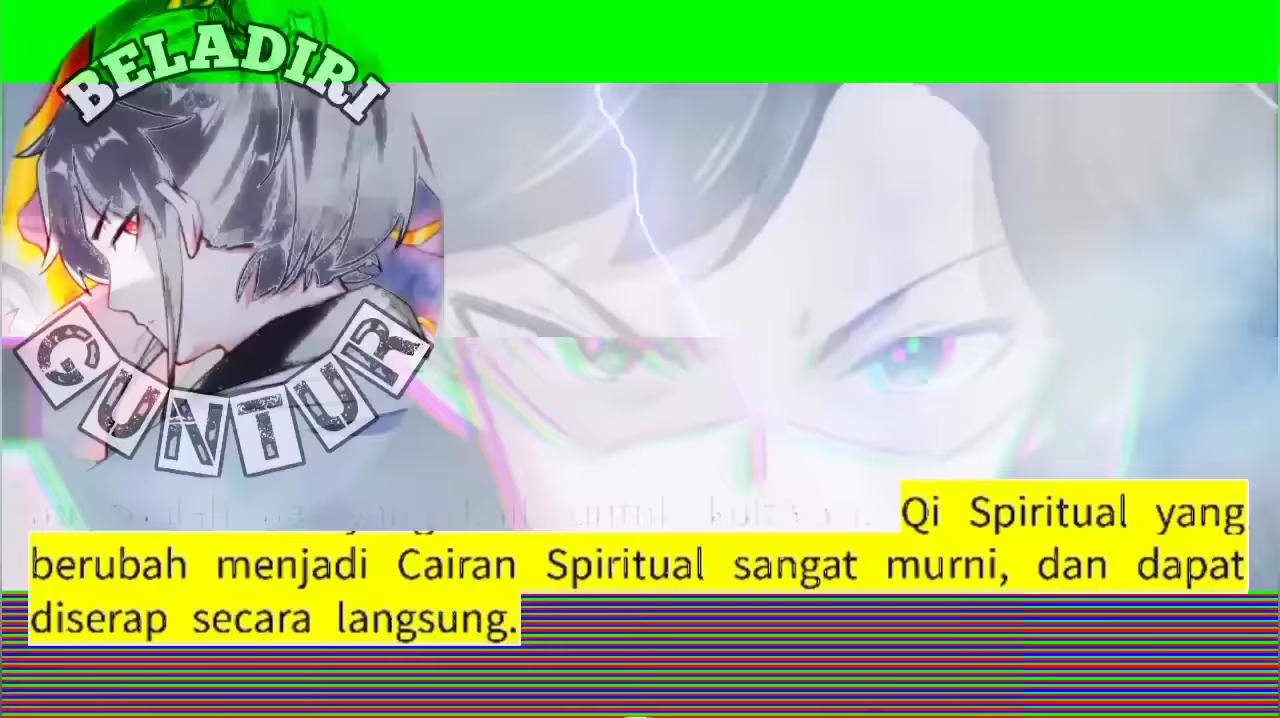 BELADIRI
GUNTUR
Qi Spiritual yang
berubah menjadi Cairan Spiritual sangat murni, dan dapat
diserap secara langsung.